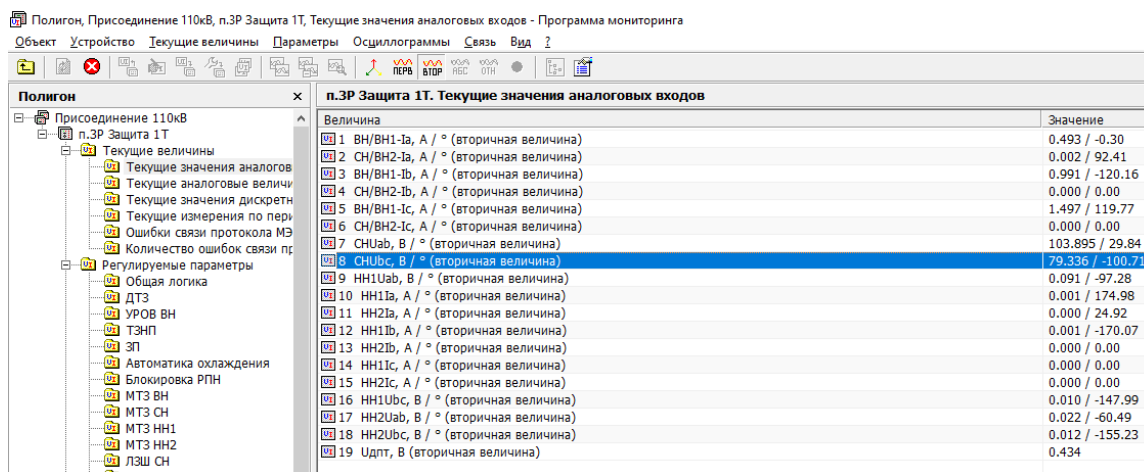 Полигон, Присоединение 110кВ, п.3Р Защита 1Т, Текущие значения аналоговых входов - Программа мониторинга
Объект Устройство Текущие величины Параметры Осциллограммы Связь Вид ?
ПЕРВ ВТОР АБС ОТН
Полигон
Присоединение 110кВ
п.3Р Защита 1Т
Текущие величины
Текущие значения аналогов
Текущие аналоговые величи
Текущие значения дискретн
Текущие измерения по пери
Ошибки связи протокола МЭ
Количество ошибок связи пр
Регулируемые параметры
Общая логика
ДТЗ
УРОВ ВН
ТЗНП
ЗП
Автоматика охлаждения
Блокировка РПН
МТЗ ВН
МТЗ СН
МТЗ НН1
МТЗ НН2
ЛЗШ СН
п.3Р Защита 1Т. Текущие значения аналоговых входов
Величина Значение
1 ВН/ВН1-Ia, А / ° (вторичная величина) 0.493 / -0.30
2 СН/ВН2-Ia, А / ° (вторичная величина) 0.002 / 92.41
3 ВН/ВН1-Ib, А / ° (вторичная величина) 0.991 / -120.16
4 СН/ВН2-Ib, А / ° (вторичная величина) 0.000 / 0.00
5 ВН/ВН1-Ic, А / ° (вторичная величина) 1.497 / 119.77
6 СН/ВН2-Ic, А / ° (вторичная величина) 0.000 / 0.00
7 СНUab, В / ° (вторичная величина) 103.895 / 29.84
8 СНUbc, В / ° (вторичная величина) 79.336 / -100.71
9 НН1Uab, В / ° (вторичная величина) 0.091 / -97.28
10 НН1Ia, А / ° (вторичная величина) 0.001 / 174.98
11 НН2Ia, А / ° (вторичная величина) 0.000 / 24.92
12 НН1Ib, А / ° (вторичная величина) 0.001 / -170.07
13 НН2Ib, А / ° (вторичная величина) 0.000 / 0.00
14 НН1Ic, А / ° (вторичная величина) 0.000 / 0.00
15 НН2Ic, А / ° (вторичная величина) 0.000 / 0.00
16 НН1Ubc, В / ° (вторичная величина) 0.010 / -147.99
17 НН2Uab, В / ° (вторичная величина) 0.022 / -60.49
18 НН2Ubc, В / ° (вторичная величина) 0.012 / -155.23
19 Uдпт, В (вторичная величина) 0.434